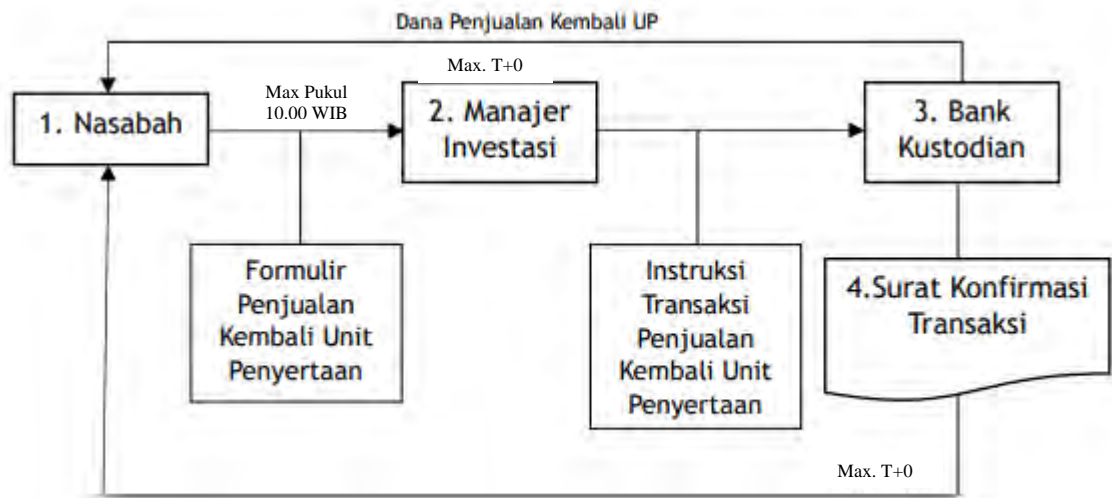 Dana Penjualan Kembali UP
Max. T+0
Max Pukul
10.00 WIB
1. Nasabah
2. Manajer
Investasi
3. Bank
Kustodian
Formulir
Penjualan
Kembali Unit
Penyertaan
Instruksi
Transaksi
Penjualan
Kembali Unit
Penyertaan
4.Surat Konfirmasi
Transaksi
Max. T+0